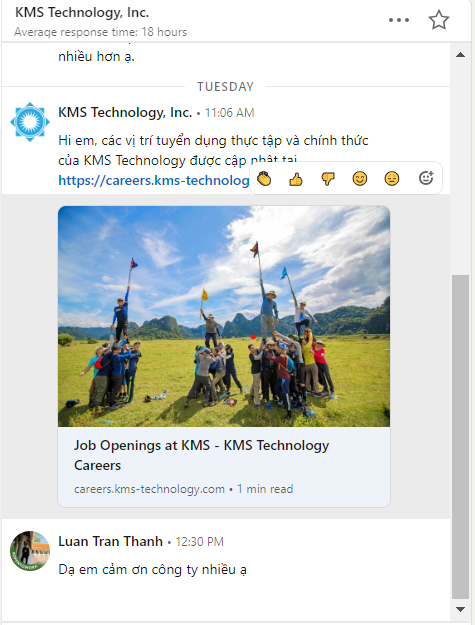 KMS Technology, Inc.
Average response time: 18 hours
nhiều hơn ạ.
TUESDAY
KMS Technology, Inc. • 11:06 AM
Hi em, các vị trí tuyển dụng thực tập và chính thức
của KMS Technology được cập nhật tại
https://careers.kms-technolog
Job Openings at KMS - KMS Technology
Careers
careers.kms-technology.com • 1 min read
Luan Tran Thanh • 12:30 PM
Dạ em cảm ơn công ty nhiều ạ